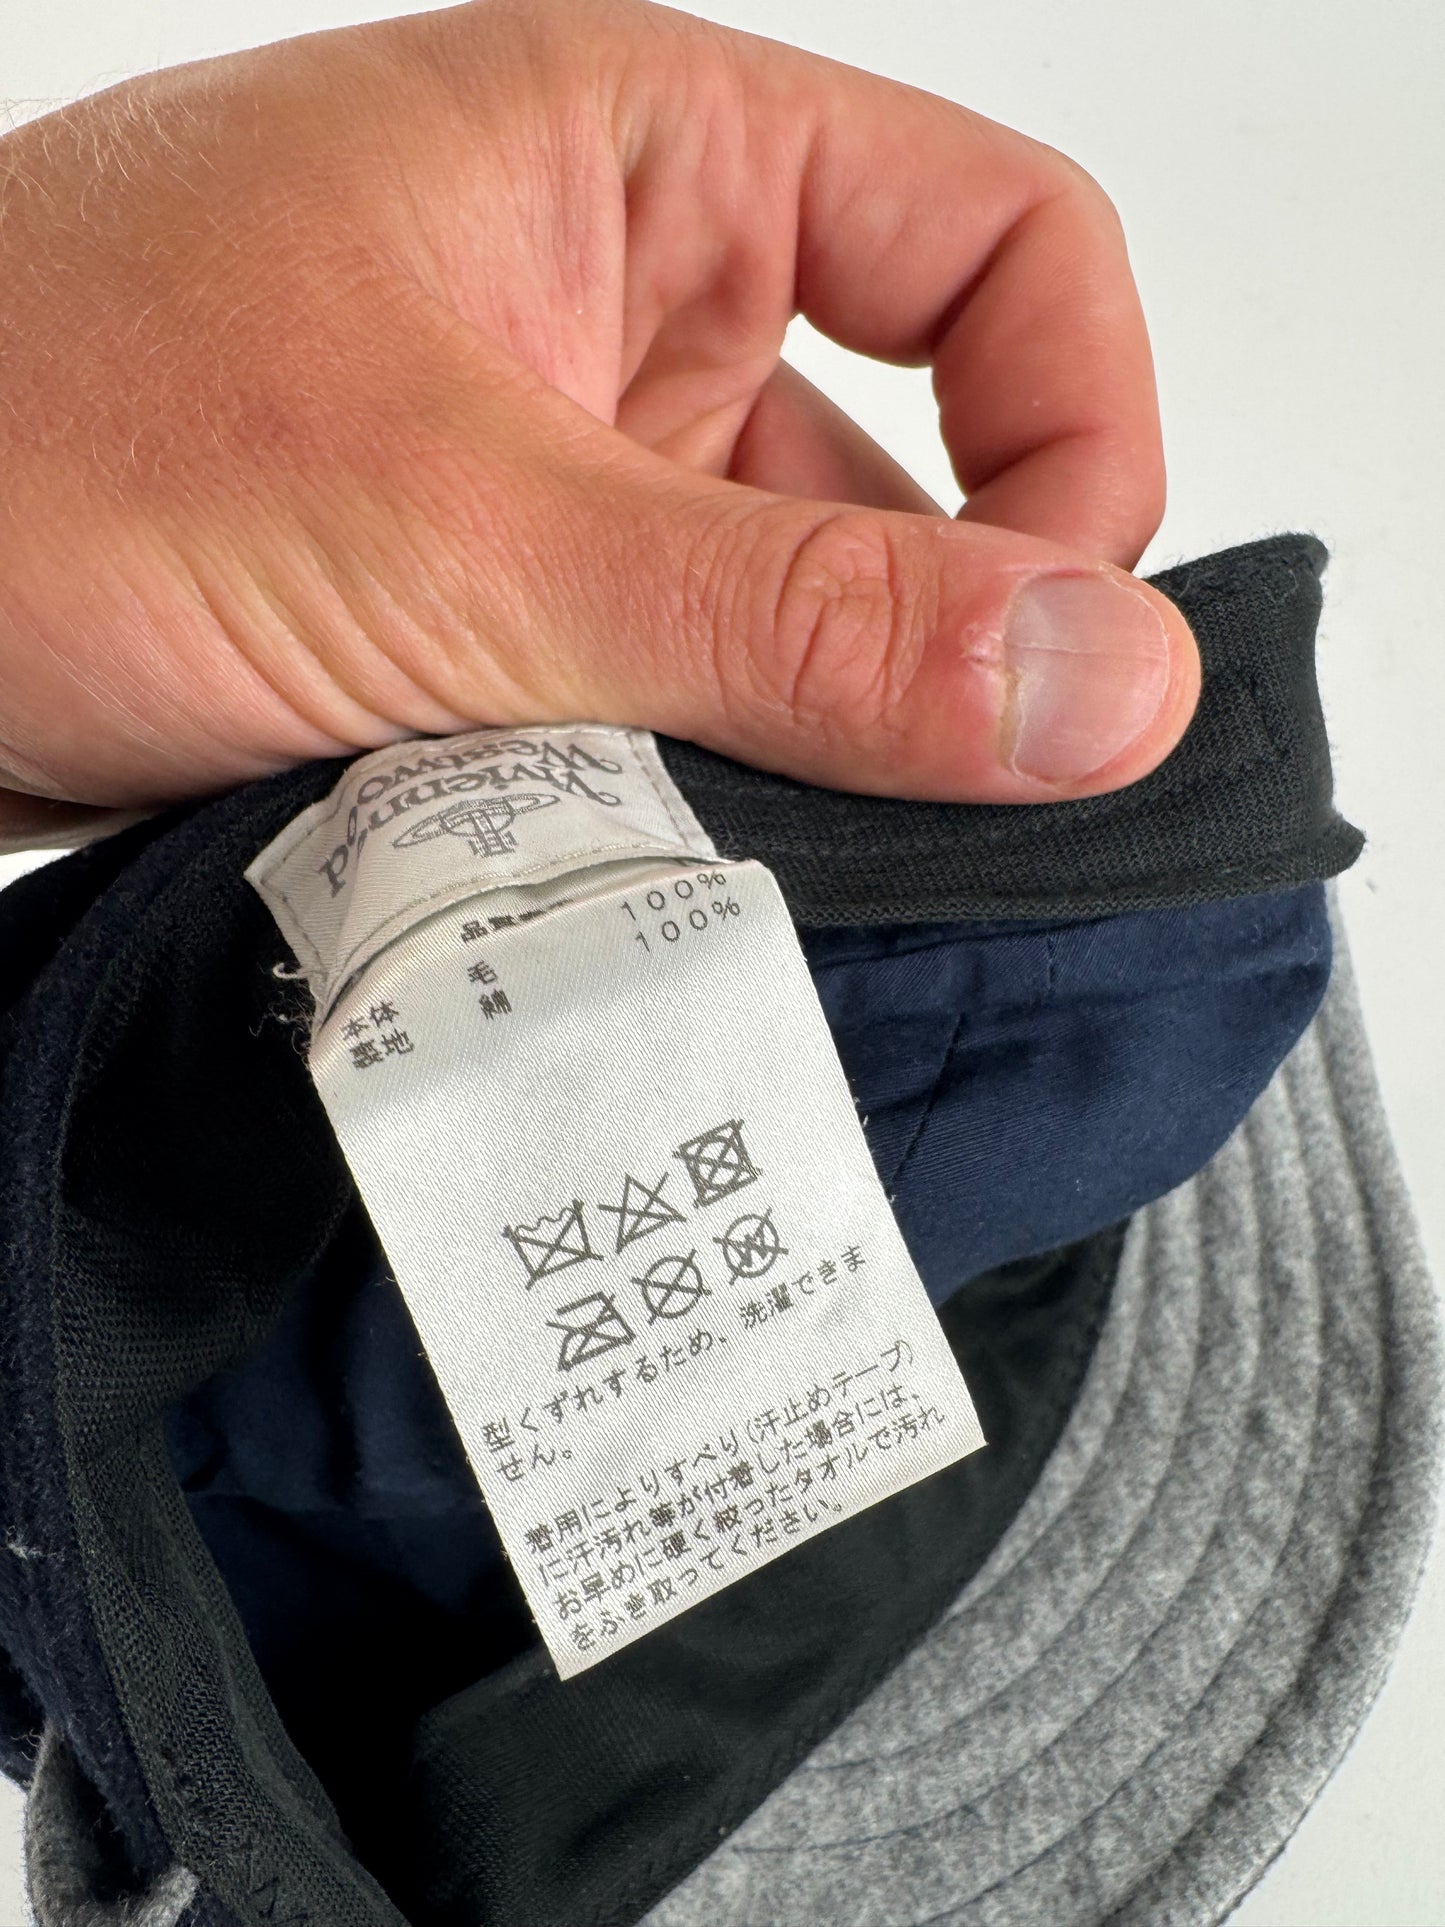 Vivienne
Westwood
本体 毛 100%
裏地 綿 100%
型くずれするため、洗濯できま
せん。
着用によりすべり(汗止めテープ)
に汗汚れ等が付着した場合には、
お早めに硬く絞ったタオルで汚れ
をふき取ってください。